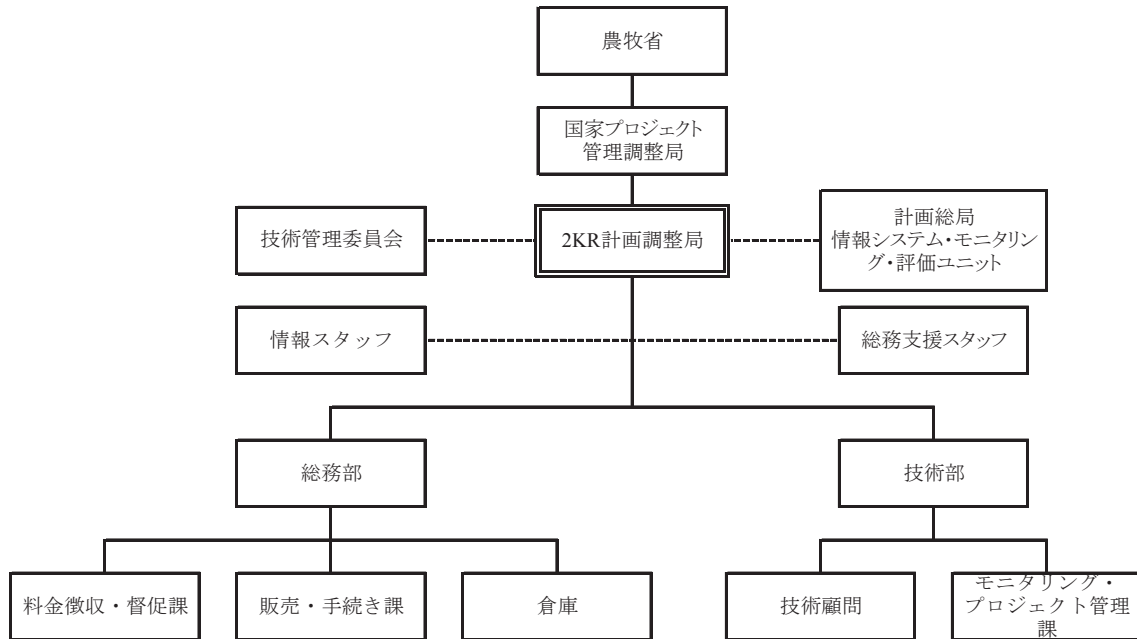 農牧省
国家プロジェクト
管理調整局
技術管理委員会
2KR計画調整局
計画総局
情報システム・モニタリン
グ・評価ユニット
情報スタッフ
総務支援スタッフ
総務部
技術部
料金徴収・督促課
販売・手続き課
倉庫
技術顧問
モニタリング・
プロジェクト管理
課